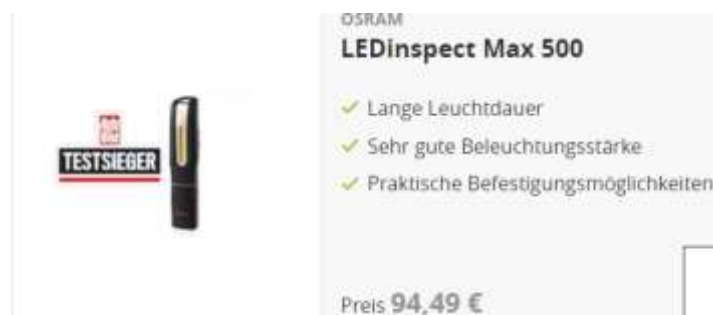 OSRAM
LEDinspect Max 500
Lange Leuchtdauer
Sehr gute Beleuchtungsstärke
Praktische Befestigungsmöglichkeiten
TESTSIEGER
Preis 94,49 €